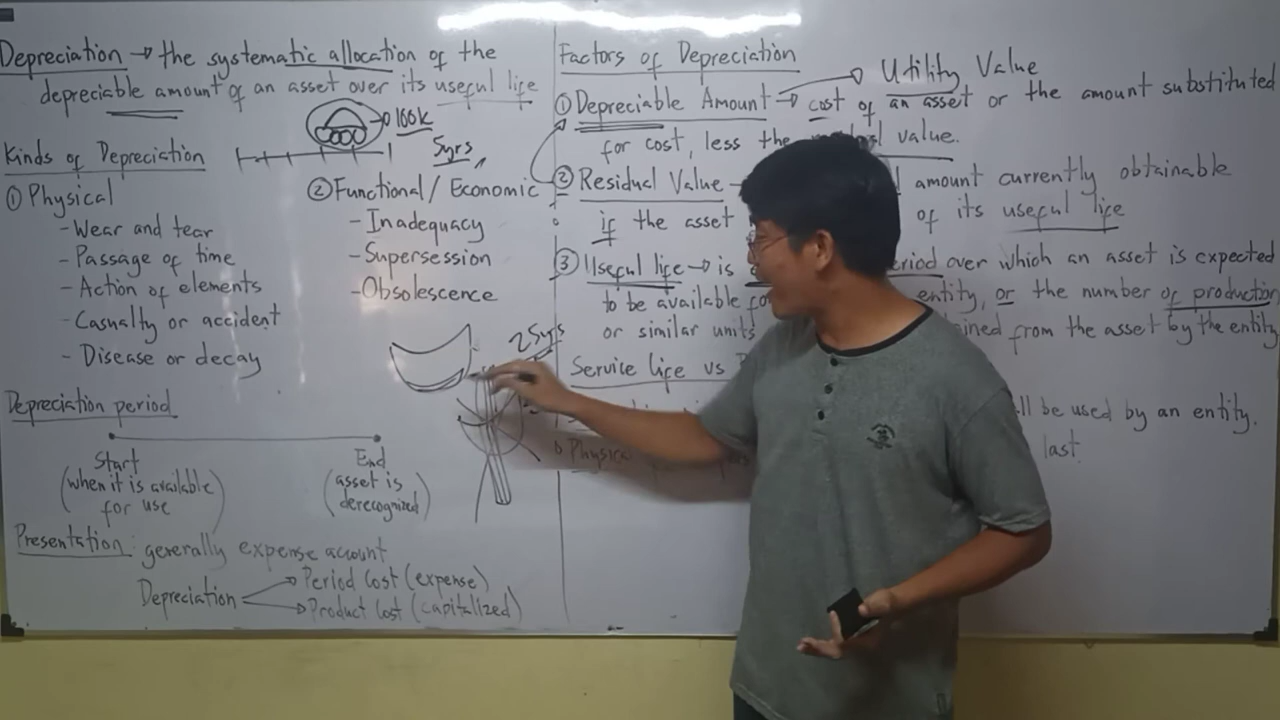 Depreciation → the systematic allocation of the
depreciable amount of an asset over its useful life
100k
5yrs
Kinds of Depreciation
① Physical
- Wear and tear
- Passage of time
- Action of elements
- Casualty or accident
- Disease or decay
② Functional/Economic
- Inadequacy
- Supersession
- Obsolescence
Depreciation period
Start
(when it is available
for use)
End
(asset is
derecognized)
Presentation: generally expense account
Depreciation → Period Cost (expense)
→ Product Cost (capitalized)
Factors of Depreciation
Utility Value
① Depreciable Amount → cost of an asset or the amount substituted
for cost, less the value.
② Residual Value amount currently obtainable
if the asset of its useful life
③ Useful life → is over which an asset is expected
to be available entity, or the number of production
or similar units from the asset by the entity
Service life vs
be used by an entity.
last.